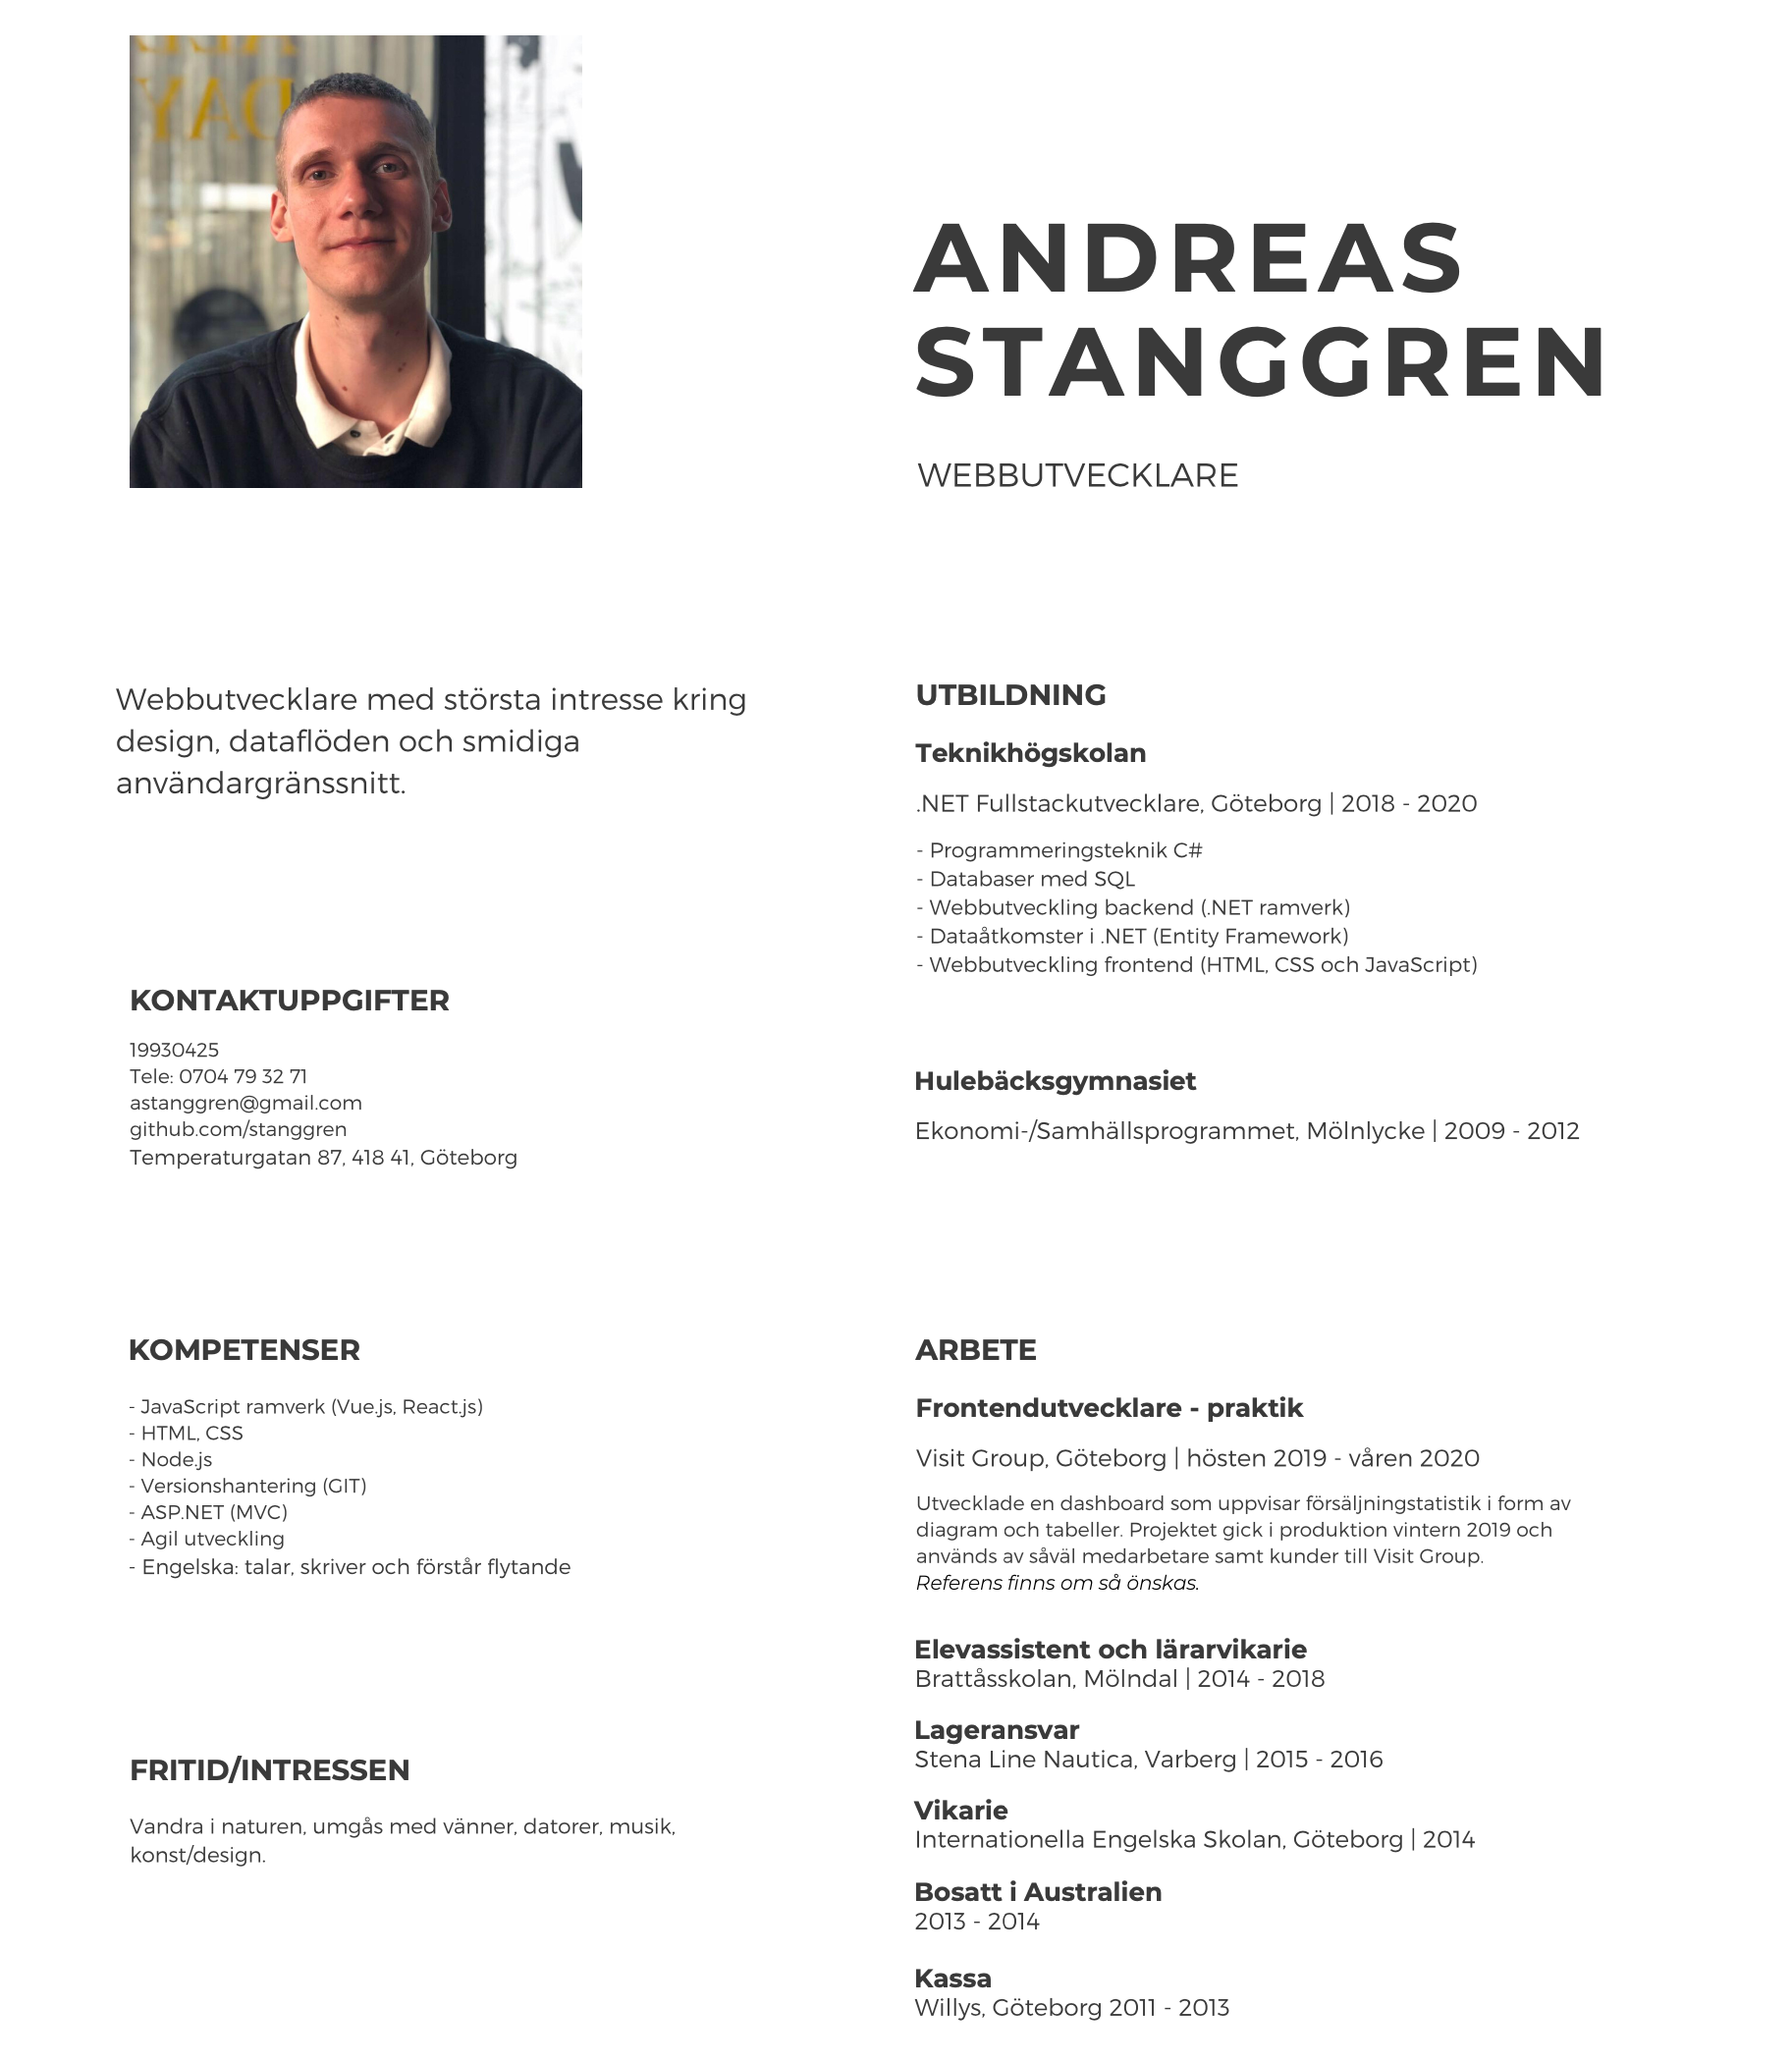 ANDREAS
STANGGREN
WEBBUTVECKLARE
Webbutvecklare med största intresse kring
design, dataflöden och smidiga
användargränssnitt.
KONTAKTUPPGIFTER
19930425
Tele: 0704 79 32 71
astanggren@gmail.com
github.com/stanggren
Temperaturgatan 87, 418 41, Göteborg
KOMPETENSER
- JavaScript ramverk (Vue.js, React.js)
- HTML, CSS
- Node.js
- Versionshantering (GIT)
- ASP.NET (MVC)
- Agil utveckling
- Engelska: talar, skriver och förstår flytande
FRITID/INTRESSEN
Vandra i naturen, umgås med vänner, datorer, musik,
konst/design.
UTBILDNING
Teknikhögskolan
.NET Fullstackutvecklare, Göteborg | 2018 - 2020
- Programmeringsteknik C#
- Databaser med SQL
- Webbutveckling backend (.NET ramverk)
- Dataåtkomster i .NET (Entity Framework)
- Webbutveckling frontend (HTML, CSS och JavaScript)
Hulebäcksgymnasiet
Ekonomi-/Samhällsprogrammet, Mölnlycke | 2009 - 2012
ARBETE
Frontendutvecklare - praktik
Visit Group, Göteborg | hösten 2019 - våren 2020
Utvecklade en dashboard som uppvisar försäljningstatistik i form av
diagram och tabeller. Projektet gick i produktion vintern 2019 och
används av såväl medarbetare samt kunder till Visit Group.
Referens finns om så önskas.
Elevassistent och lärarvikarie
Brattåsskolan, Mölndal | 2014 - 2018
Lageransvar
Stena Line Nautica, Varberg | 2015 - 2016
Vikarie
Internationella Engelska Skolan, Göteborg | 2014
Bosatt i Australien
2013 - 2014
Kassa
Willys, Göteborg 2011 - 2013